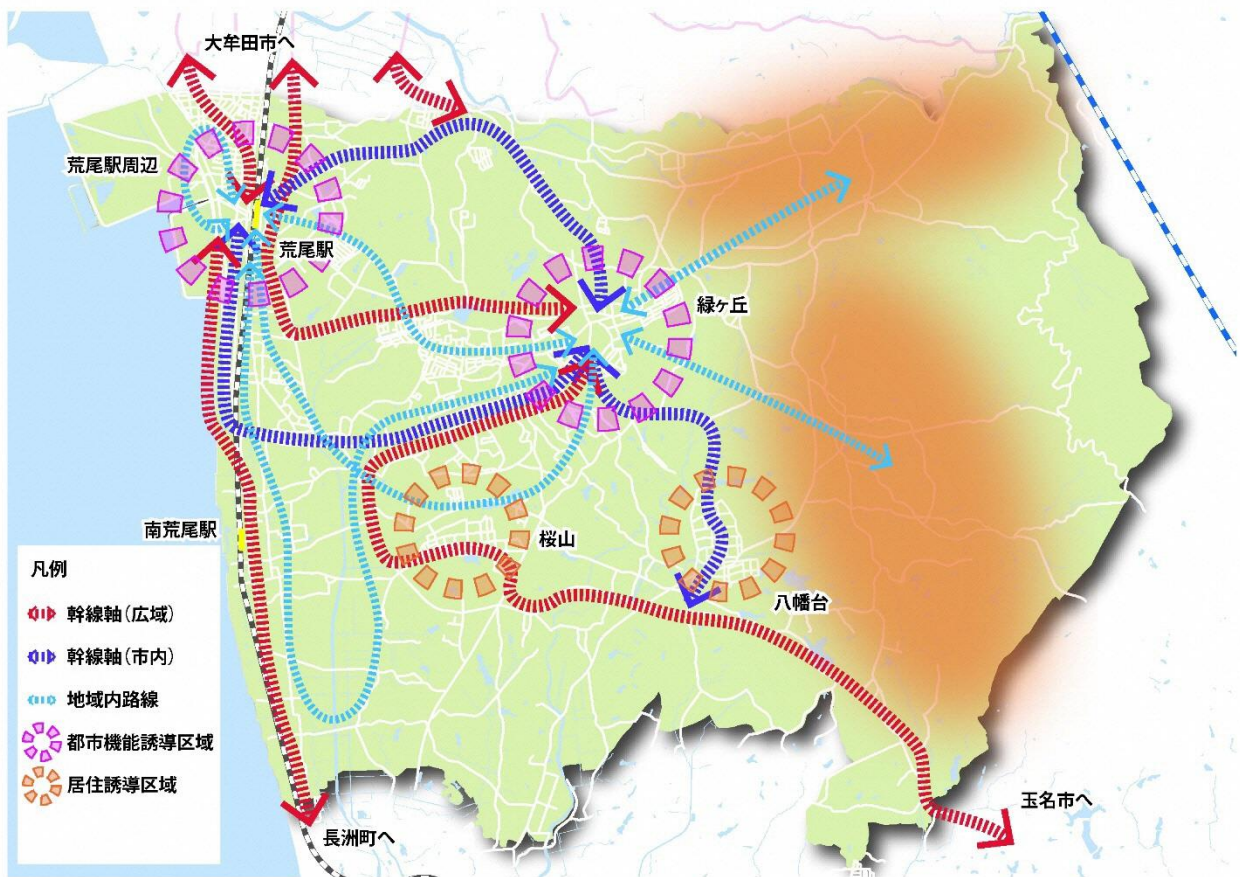 大牟田市へ
荒尾駅周辺
荒尾駅
緑ヶ丘
南荒尾駅
桜山
八幡台
凡例
幹線軸(広域)
幹線軸(市内)
地域内路線
都市機能誘導区域
居住誘導区域
玉名市へ
長洲町へ